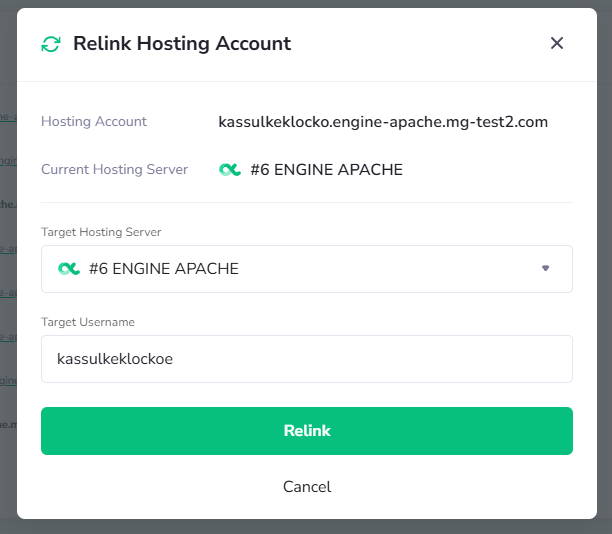 Relink Hosting Account
Hosting Account kassulkeklocko.engine-apache.mg-test2.com
Current Hosting Server #6 ENGINE APACHE
Target Hosting Server
#6 ENGINE APACHE
Target Username
kassulkeklockoe
Relink
Cancel